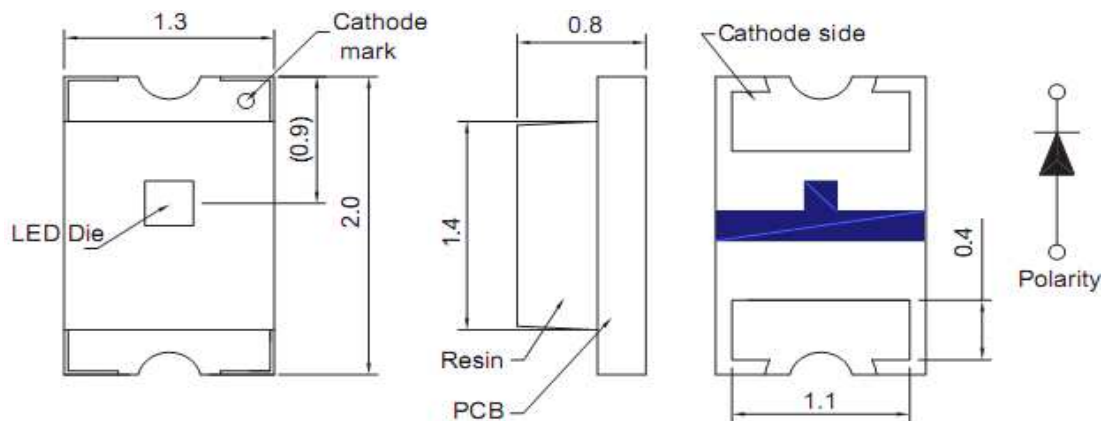 1.3
Cathode
mark
0.8
Cathode side
(0.9)
2.0
LED Die
1.4
0.4
Polarity
Resin
PCB
1.1